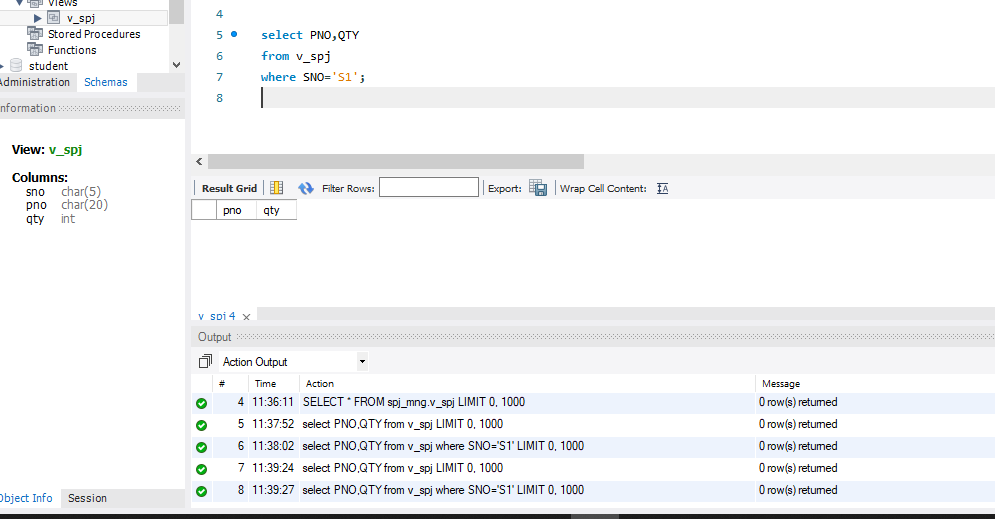 Views
v_spj
Stored Procedures
Functions
student
Administration Schemas
Information
View: v_spj
Columns:
sno char(5)
pno char(20)
qty int
Object Info Session
4
5 select PNO,QTY
6 from v_spj
7 where SNO='S1';
8
Result Grid Filter Rows: Export: Wrap Cell Content: IA
pno qty
v_spj 4
Output
Action Output
# Time Action Message
4 11:36:11 SELECT * FROM spj_mng.v_spj LIMIT 0, 1000 0 row(s) returned
5 11:37:52 select PNO,QTY from v_spj LIMIT 0, 1000 0 row(s) returned
6 11:38:02 select PNO,QTY from v_spj where SNO='S1' LIMIT 0, 1000 0 row(s) returned
7 11:39:24 select PNO,QTY from v_spj LIMIT 0, 1000 0 row(s) returned
8 11:39:27 select PNO,QTY from v_spj where SNO='S1' LIMIT 0, 1000 0 row(s) returned